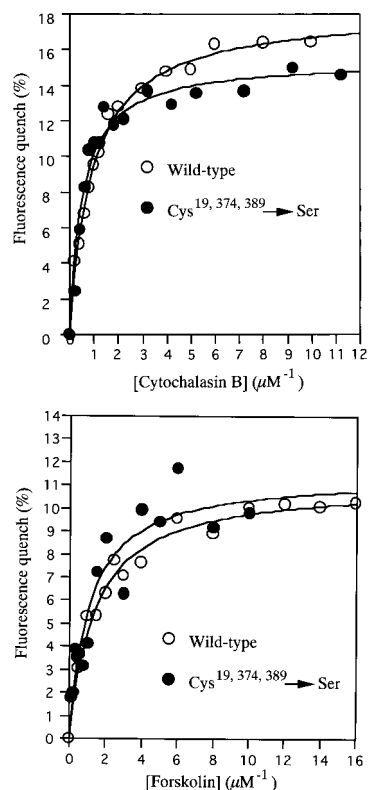 Fluorescence quench (%)
18
16
14
12
10
8
6
4
2
0
Wild-type
Cys19, 374, 389 → Ser
1 2 3 4 5 6 7 8 9 10 11 12
[Cytochalasin B] (μM-1)
Fluorescence quench (%)
14
13
12
11
10
9
8
7
6
5
4
3
2
1
0
Wild-type
Cys19, 374, 389 → Ser
0 2 4 6 8 10 12 14 16
[Forskolin] (μM-1)